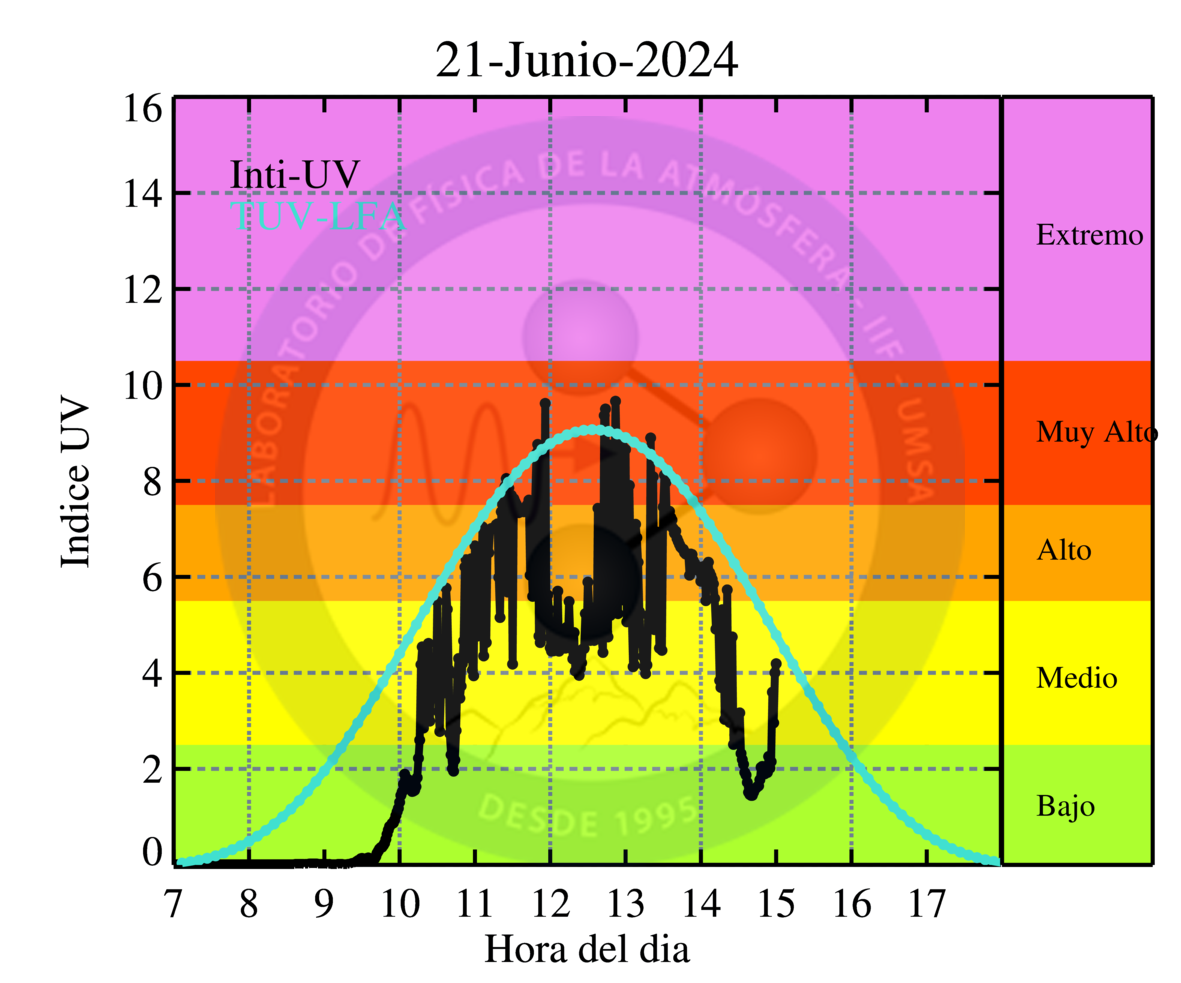 21-Junio-2024
Inti-UV
TUV-LFA
LABORATORIO DE FÍSICA DE LA ATMÓSFERA - IIF - UMSA
DESDE 1995
Indice UV
16
14
12
10
8
6
4
2
0
Extremo
Muy Alto
Alto
Medio
Bajo
7 8 9 10 11 12 13 14 15 16 17
Hora del dia